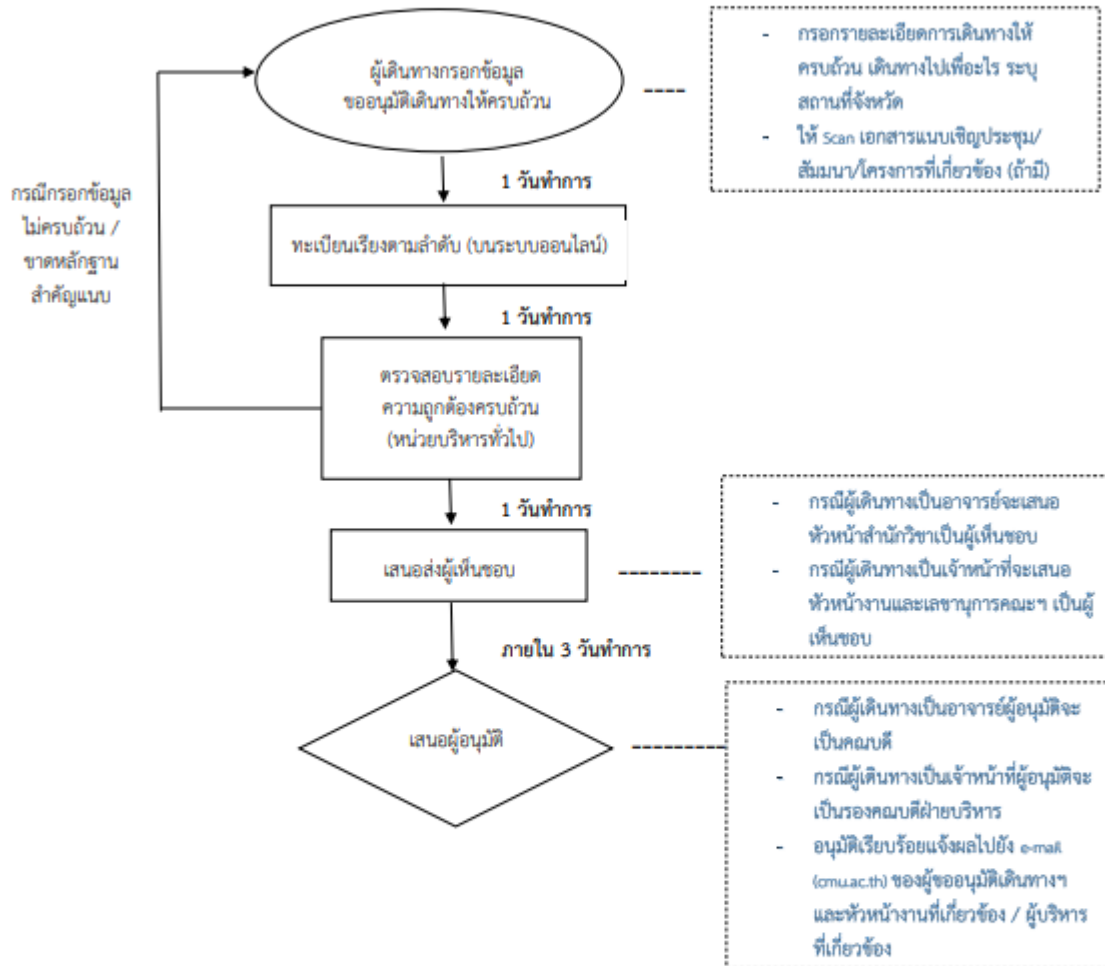 ผู้เดินทางกรอกข้อมูล
ขออนุมัติเดินทางให้ครบถ้วน
- กรอกรายละเอียดการเดินทางให้
ครบถ้วน เดินทางไปเพื่ออะไร ระบุ
สถานที่จังหวัด
- ให้ Scan เอกสารแนบเชิญประชุม/
สัมมนา/โครงการที่เกี่ยวข้อง (ถ้ามี)
กรณีกรอกข้อมูล
ไม่ครบถ้วน /
ขาดหลักฐาน
สำคัญแนบ
1 วันทำการ
ทะเบียนเรียงตามลำดับ (บนระบบออนไลน์)
1 วันทำการ
ตรวจสอบรายละเอียด
ความถูกต้องครบถ้วน
(หน่วยบริหารทั่วไป)
1 วันทำการ
เสนอส่งผู้เห็นชอบ
- กรณีผู้เดินทางเป็นอาจารย์จะเสนอ
หัวหน้าสำนักวิชาเป็นผู้เห็นชอบ
- กรณีผู้เดินทางเป็นเจ้าหน้าที่จะเสนอ
หัวหน้างานและเลขานุการคณะฯ เป็นผู้
เห็นชอบ
ภายใน 3 วันทำการ
เสนอผู้อนุมัติ
- กรณีผู้เดินทางเป็นอาจารย์ผู้อนุมัติจะ
เป็นคณบดี
- กรณีผู้เดินทางเป็นเจ้าหน้าที่ผู้อนุมัติจะ
เป็นรองคณบดีฝ่ายบริหาร
- อนุมัติเรียบร้อยแจ้งผลไปยัง e-mail
(cmu.ac.th) ของผู้ขออนุมัติเดินทางฯ
และหัวหน้างานที่เกี่ยวข้อง / ผู้บริหาร
ที่เกี่ยวข้อง